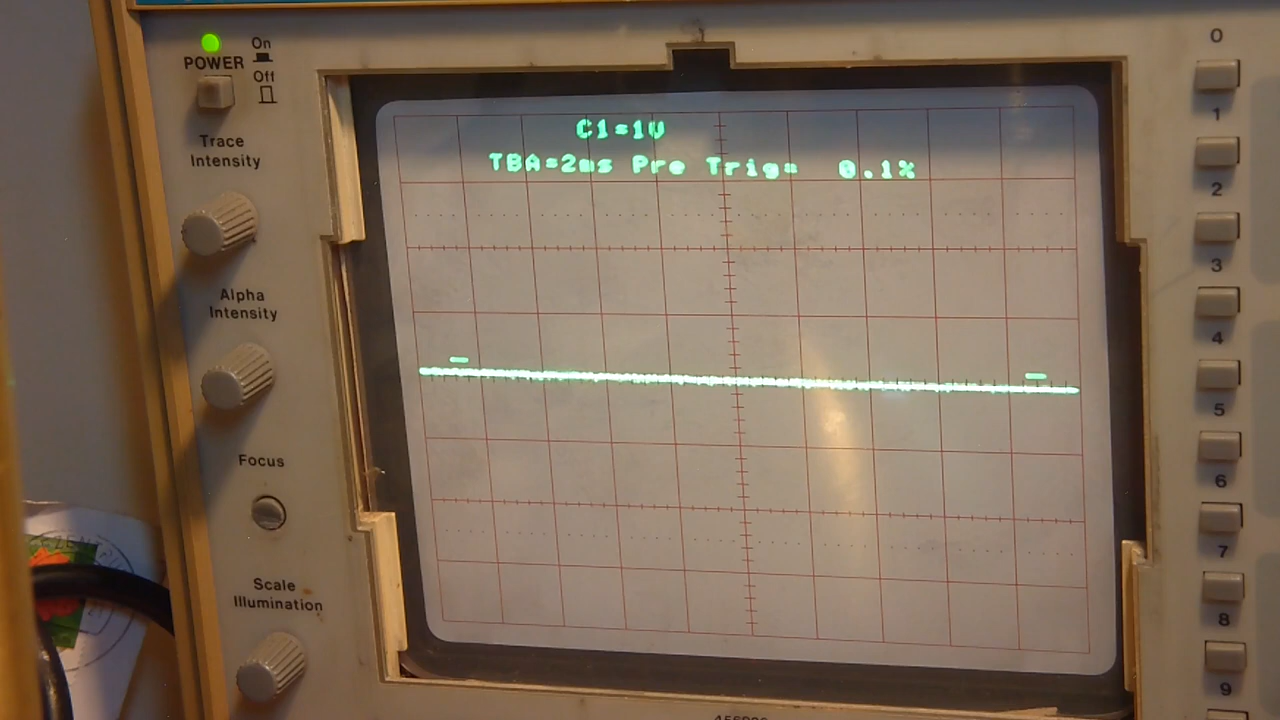 On
POWER
Off
Trace
Intensity
Alpha
Intensity
Focus
Scale
Illumination
C1=1V
TBA=2ms Pre Trig= 0.1%
0
1
2
3
4
5
6
7
8
9